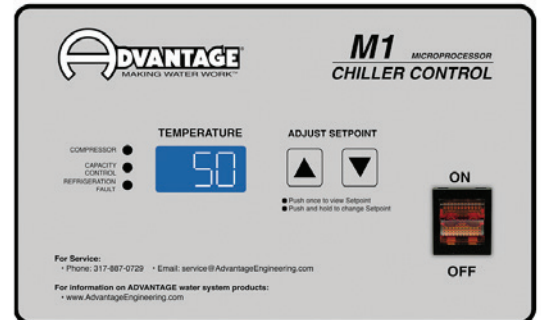 ADVANTAGE®
MAKING WATER WORK™
M1 MICROPROCESSOR
CHILLER CONTROL
TEMPERATURE
ADJUST SETPOINT
COMPRESSOR
CAPACITY
CONTROL
REFRIGERATION
FAULT
50
▲ ▼
■ Push once to view Setpoint
■ Push and hold to change Setpoint
ON
OFF
For Service:
• Phone: 317-887-0729 • Email: service@AdvantageEngineering.com
For information on ADVANTAGE water system products:
• www.AdvantageEngineering.com